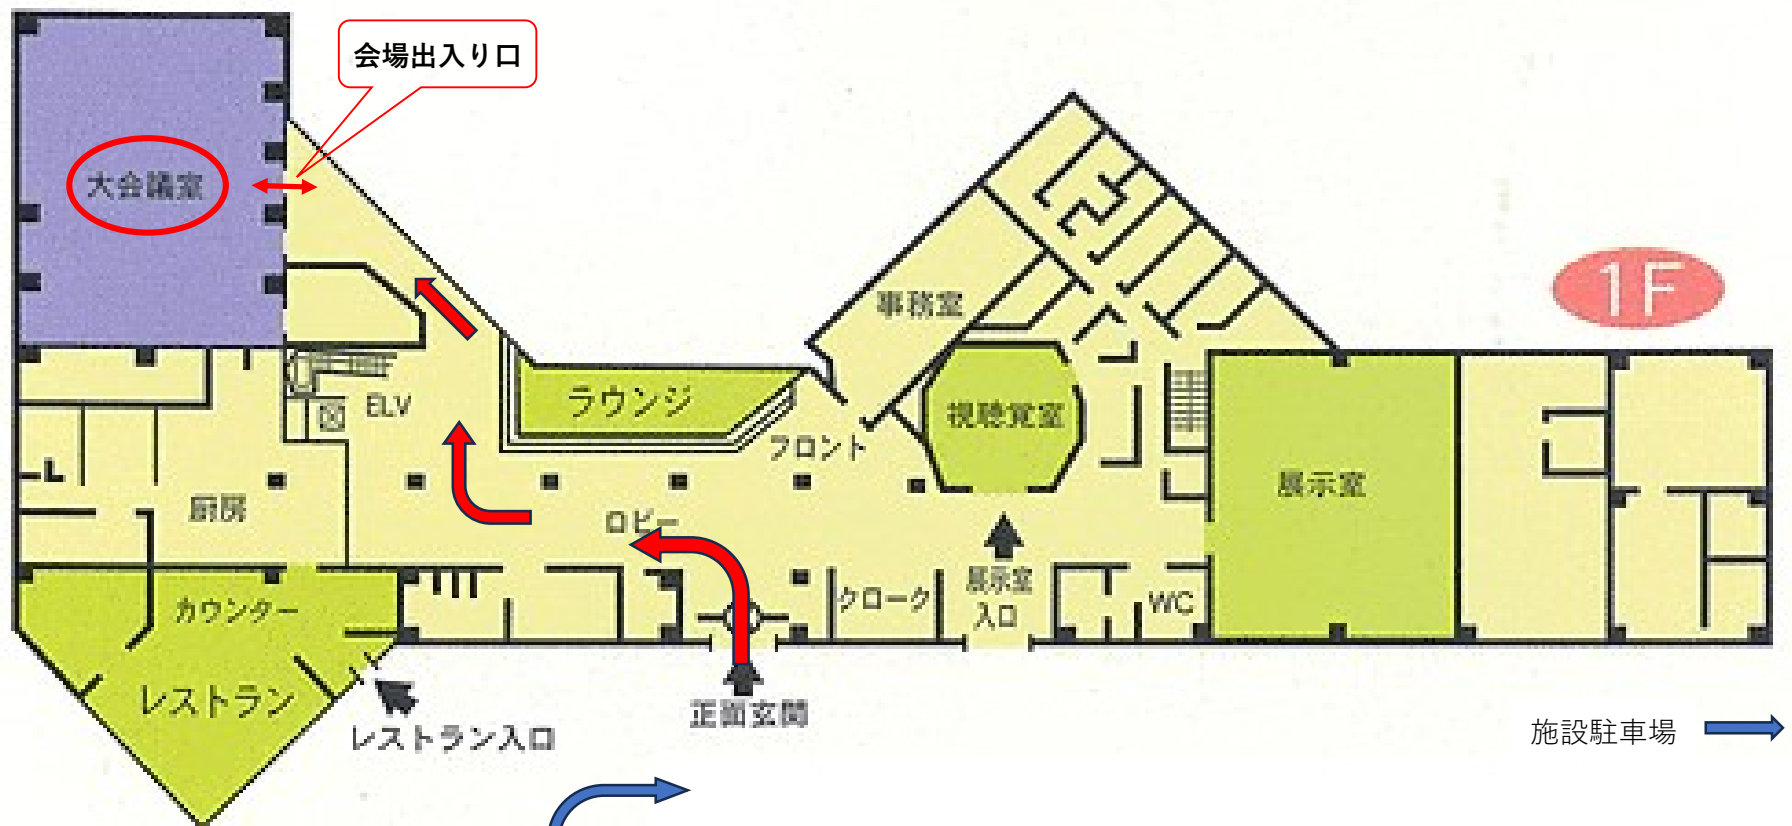 会場出入り口
大会議室
1F
事務室
ELV
ラウンジ
視聴覚室
フロント
展示室
厨房
ロビー
カウンター
クローク
展示室
入口
WC
レストラン
正面玄関
レストラン入口
施設駐車場